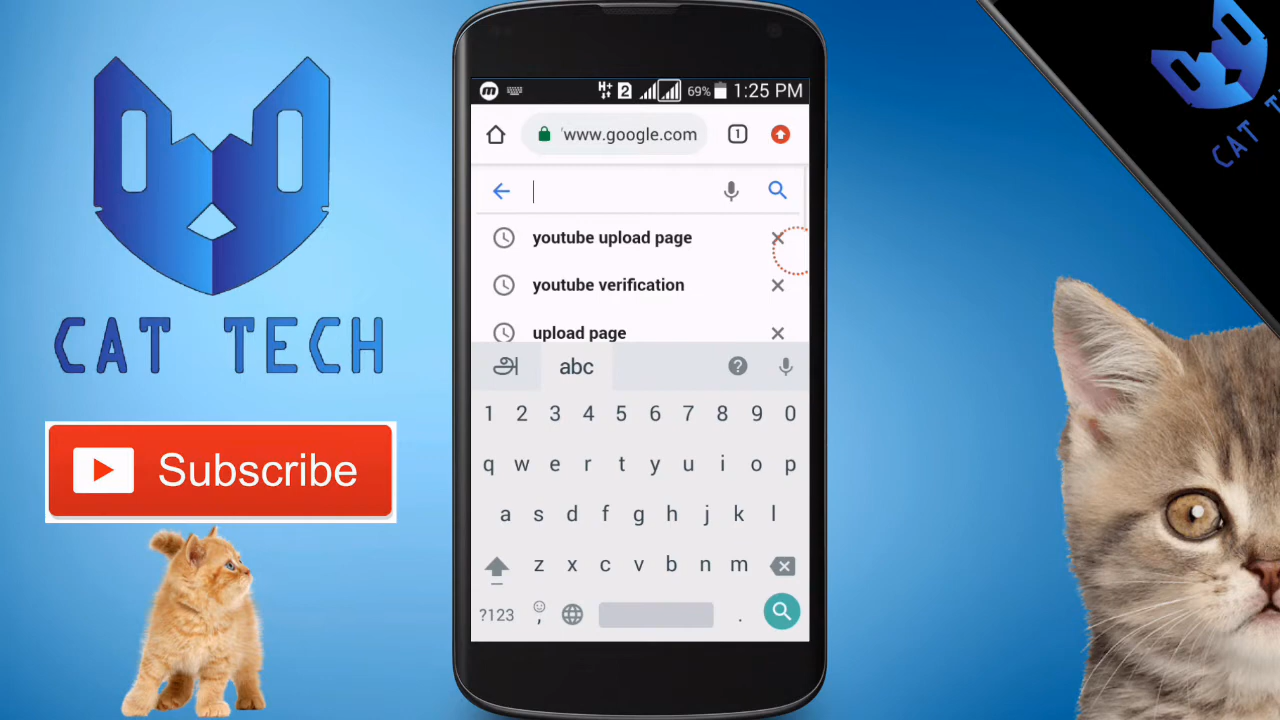 CAT TECH
Subscribe
m
H+
2
69%
1:25 PM
www.google.com
1
youtube upload page
youtube verification
upload page
அ
abc
?
1 2 3 4 5 6 7 8 9 0
q w e r t y u i o p
a s d f g h j k l
z x c v b n m
?123
,
.
CAT T